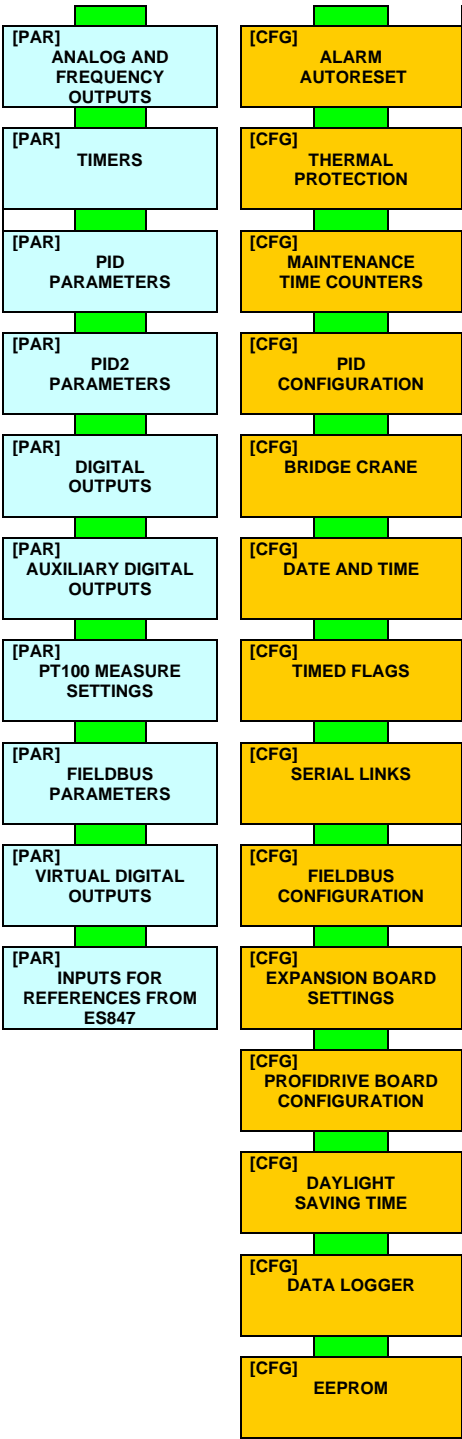 [PAR]
ANALOG AND
FREQUENCY
OUTPUTS
[PAR]
TIMERS
[PAR]
PID
PARAMETERS
[PAR]
PID2
PARAMETERS
[PAR]
DIGITAL
OUTPUTS
[PAR]
AUXILIARY DIGITAL
OUTPUTS
[PAR]
PT100 MEASURE
SETTINGS
[PAR]
FIELDBUS
PARAMETERS
[PAR]
VIRTUAL DIGITAL
OUTPUTS
[PAR]
INPUTS FOR
REFERENCES FROM
ES847
[CFG]
ALARM
AUTORESET
[CFG]
THERMAL
PROTECTION
[CFG]
MAINTENANCE
TIME COUNTERS
[CFG]
PID
CONFIGURATION
[CFG]
BRIDGE CRANE
[CFG]
DATE AND TIME
[CFG]
TIMED FLAGS
[CFG]
SERIAL LINKS
[CFG]
FIELDBUS
CONFIGURATION
[CFG]
EXPANSION BOARD
SETTINGS
[CFG]
PROFIDRIVE BOARD
CONFIGURATION
[CFG]
DAYLIGHT
SAVING TIME
[CFG]
DATA LOGGER
[CFG]
EEPROM